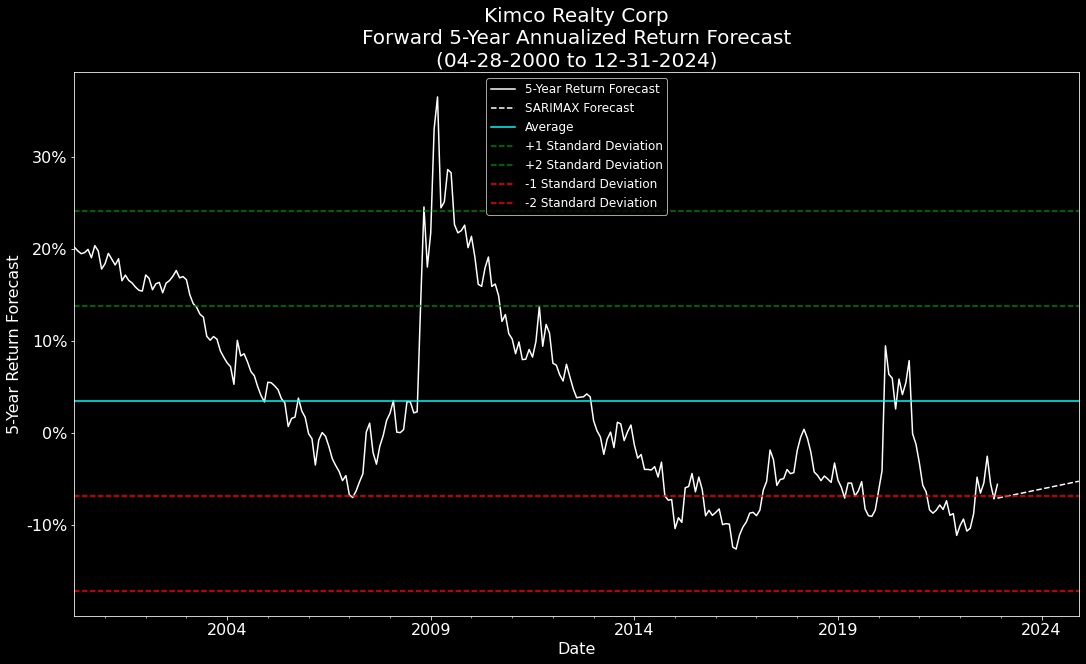 Kimco Realty Corp
Forward 5-Year Annualized Return Forecast
(04-28-2000 to 12-31-2024)
5-Year Return Forecast
SARIMAX Forecast
Average
+1 Standard Deviation
+2 Standard Deviation
-1 Standard Deviation
-2 Standard Deviation
5-Year Return Forecast
30%
20%
10%
0%
-10%
2004
2009
2014
2019
2024
Date